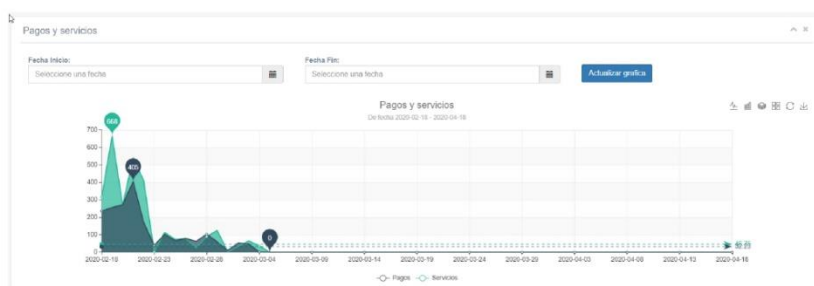 Pagos y servicios
Fecha Inicio:
Fecha Fin:
Seleccione una fecha
Seleccione una fecha
Actualizar grafica
Pagos y servicios
De fecha 2020-02-18 - 2020-04-18
668
405
0
700
600
500
400
300
200
100
0
2020-02-18 2020-02-23 2020-02-28 2020-03-04 2020-03-09 2020-03-14 2020-03-19 2020-03-24 2020-03-29 2020-04-03 2020-04-08 2020-04-13 2020-04-18
Pagos Servicios